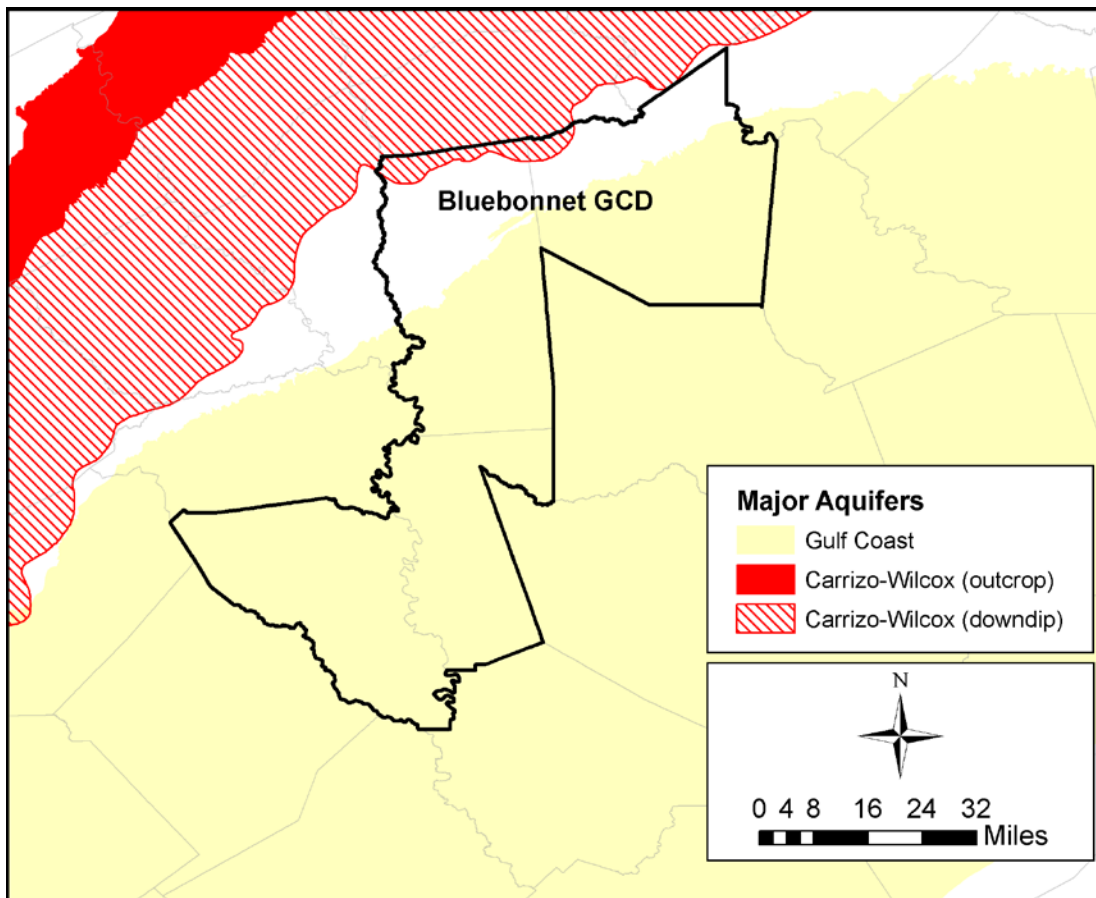 Bluebonnet GCD
Major Aquifers
Gulf Coast
Carrizo-Wilcox (outcrop)
Carrizo-Wilcox (downdip)
N
0 4 8 16 24 32
Miles